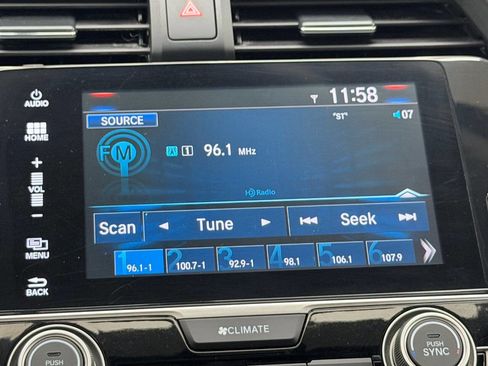 11:58
AUDIO
SOURCE
"ST"
07
HOME
FM
1 96.1 MHz
VOL
HD Radio
Scan
Tune
Seek
MENU
1 96.1-1
2 100.7-1
3 92.9-1
4 98.1
5 106.1
6 107.9
BACK
CLIMATE
PUSH
PUSH
SYNC